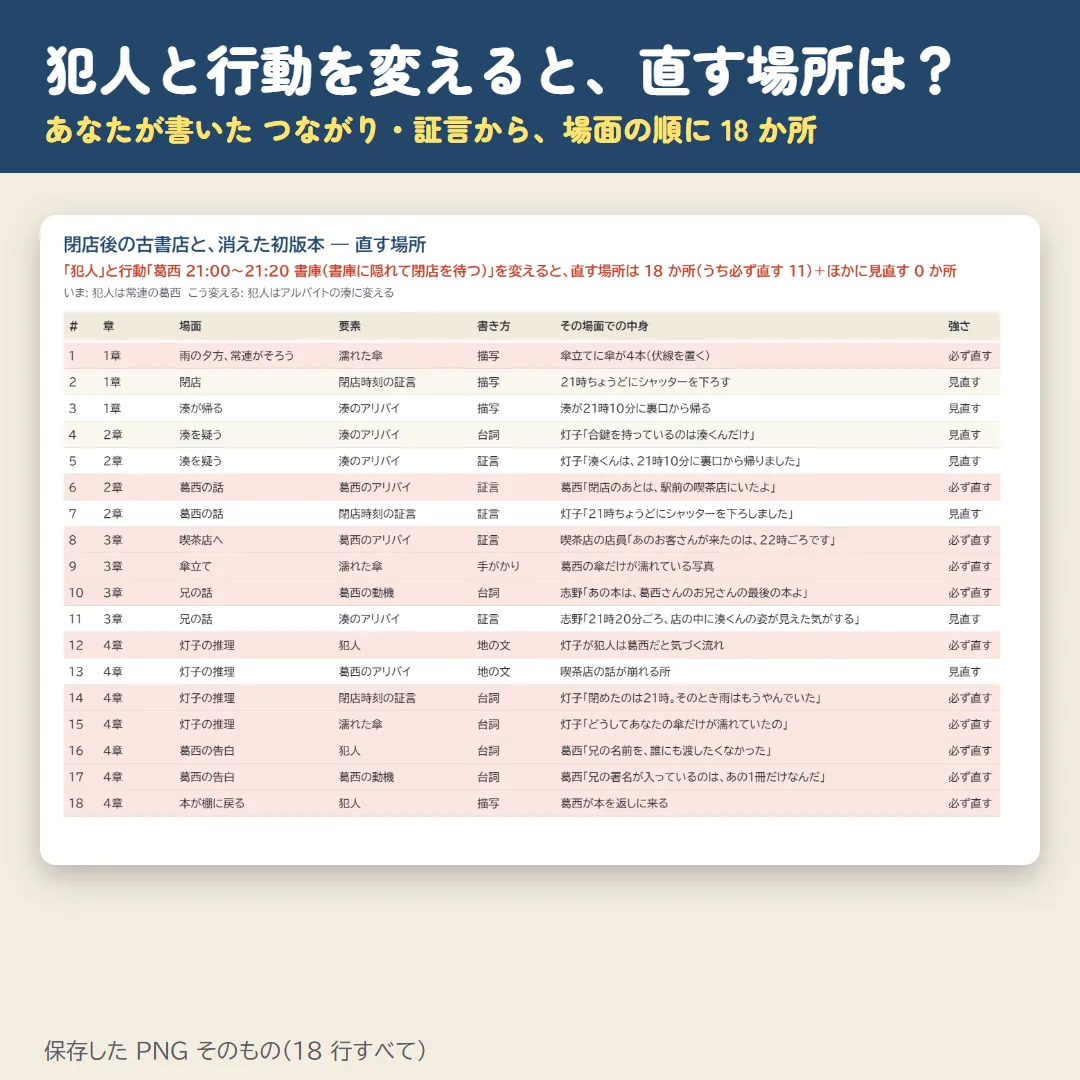 犯人と行動を変えると、直す場所は？
あなたが書いた つながり・証言から、場面の順に 18 か所
閉店後の古書店と、消えた初版本 — 直す場所
「犯人」と行動「葛西 21:00〜21:20 書庫(書庫に隠れて閉店を待つ)」を変えると、直す場所は 18 か所(うち必ず直す 11)＋ほかに見直す 0 か所
いま: 犯人は常連の葛西 こう変える: 犯人はアルバイトの湊に変える
# 章 場面 要素 書き方 その場面での中身 強さ
1 1章 雨の夕方、常連がそろう 濡れた傘 描写 傘立てに傘が4本(伏線を置く) 必ず直す
2 1章 閉店 閉店時刻の証言 描写 21時ちょうどにシャッターを下ろす 見直す
3 1章 湊が帰る 湊のアリバイ 描写 湊が21時10分に裏口から帰る 見直す
4 2章 湊を疑う 湊のアリバイ 台詞 灯子「合鍵を持っているのは湊くんだけ」 見直す
5 2章 湊を疑う 湊のアリバイ 証言 灯子「湊くんは、21時10分に裏口から帰りました」 見直す
6 2章 葛西の話 葛西のアリバイ 証言 葛西「閉店のあとは、駅前の喫茶店にいたよ」 必ず直す
7 2章 葛西の話 閉店時刻の証言 証言 灯子「21時ちょうどにシャッターを下ろしました」 見直す
8 3章 喫茶店へ 葛西のアリバイ 証言 喫茶店の店員「あのお客さんが来たのは、22時ごろです」 必ず直す
9 3章 傘立て 濡れた傘 手がかり 葛西の傘だけが濡れている写真 必ず直す
10 3章 兄の話 葛西の動機 台詞 志野「あの本は、葛西さんのお兄さんの最後の本よ」 必ず直す
11 3章 兄の話 湊のアリバイ 証言 志野「21時20分ごろ、店の中に湊くんの姿が見えた気がする」 見直す
12 4章 灯子の推理 犯人 地の文 灯子が犯人は葛西だと気づく流れ 必ず直す
13 4章 灯子の推理 葛西のアリバイ 地の文 喫茶店の話が崩れる所 見直す
14 4章 灯子の推理 閉店時刻の証言 台詞 灯子「閉めたのは21時。そのとき雨はもうやんでいた」 必ず直す
15 4章 灯子の推理 濡れた傘 台詞 灯子「どうしてあなたの傘だけが濡れていたの」 必ず直す
16 4章 葛西の告白 犯人 台詞 葛西「兄の名前を、誰にも渡したくなかった」 必ず直す
17 4章 葛西の告白 葛西の動機 台詞 葛西「兄の署名が入っているのは、あの1冊だけなんだ」 必ず直す
18 4章 本が棚に戻る 犯人 描写 葛西が本を返しに来る 必ず直す
保存した PNG そのもの(18 行すべて)